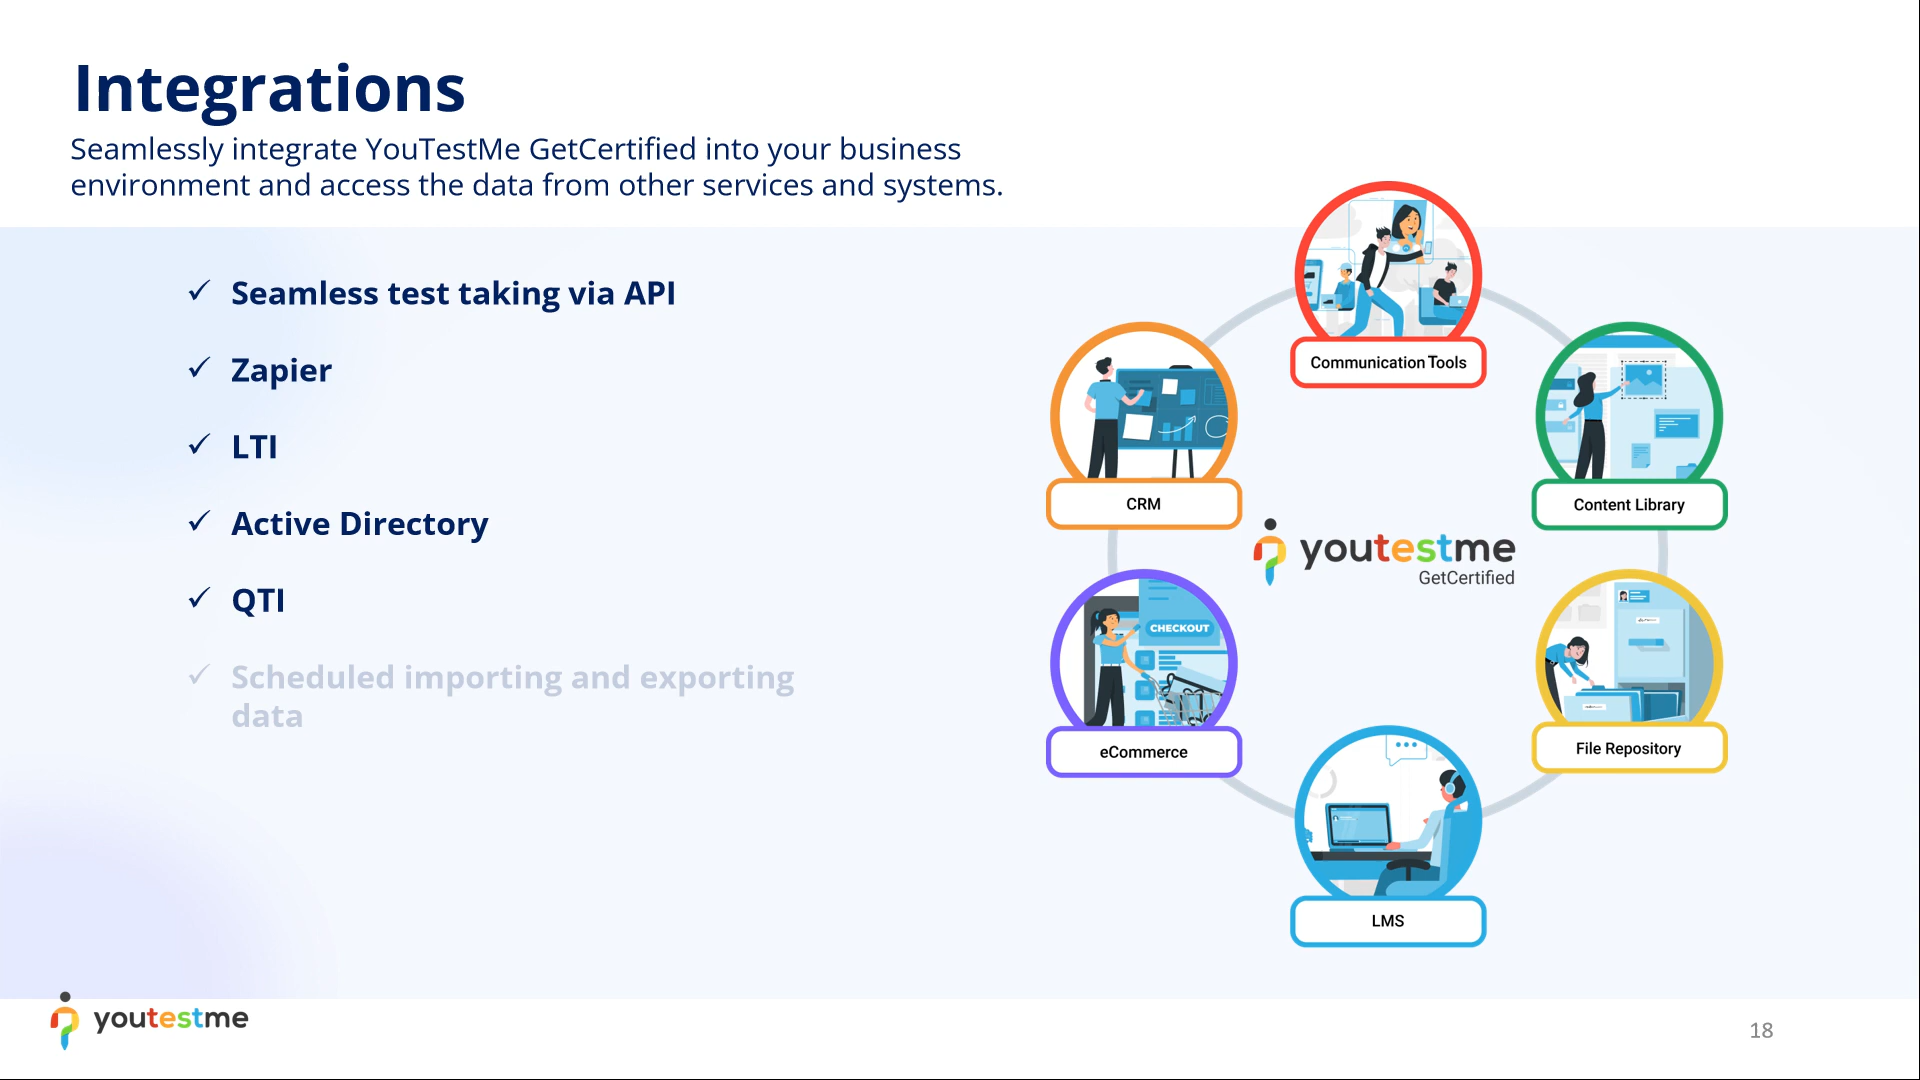 Integrations
Seamlessly integrate YouTestMe GetCertified into your business
environment and access the data from other services and systems.
✓ Seamless test taking via API
✓ Zapier
✓ LTI
✓ Active Directory
✓ QTI
✓ Scheduled importing and exporting
data
Communication Tools
CRM
Content Library
youtestme
GetCertified
CHECKOUT
eCommerce
File Repository
LMS
youtestme
18